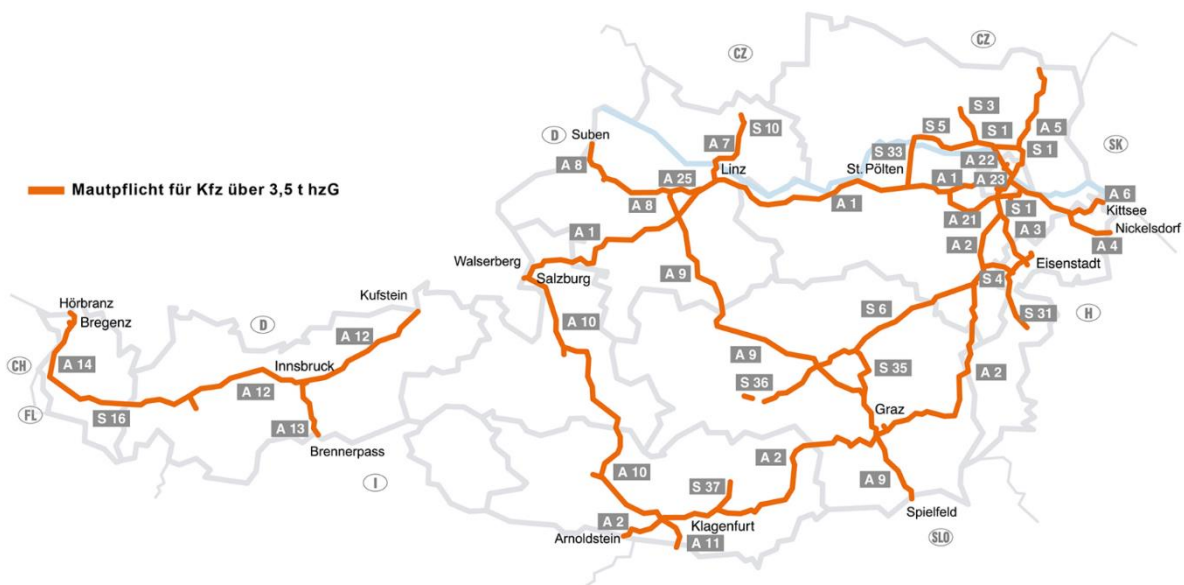 CZ
CZ
S 3
S 10
D
Suben
A 7
S 5
S 1
A 5
SK
S 33
S 1
A 8
Linz
St. Pölten
A 22
Mautpflicht für Kfz über 3,5 t hzG
A 25
A 1
A 23
A 6
A 8
A 1
S 1
Kittsee
A 21
A 3
Nickelsdorf
A 1
A 2
A 4
Walserberg
Eisenstadt
Salzburg
A 9
S 4
Kufstein
Hörbranz
S 6
H
S 31
Bregenz
D
A 12
A 10
A 9
CH
A 14
Innsbruck
S 35
A 2
A 12
S 36
FL
S 16
Graz
A 13
Brennerpass
A 2
A 10
A 9
I
S 37
Spielfeld
A 2
Klagenfurt
Arnoldstein
A 11
SLO